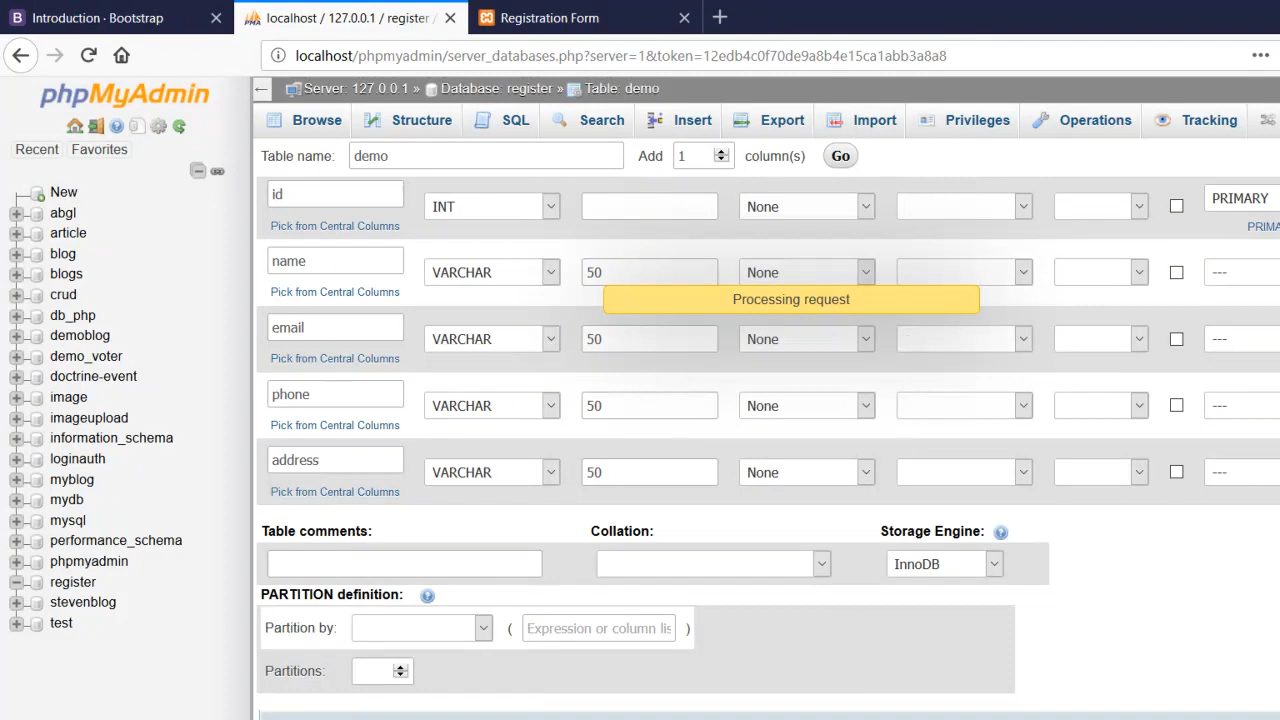 Introduction · Bootstrap
localhost / 127.0.0.1 / register /
Registration Form
localhost/phpmyadmin/server_databases.php?server=1&token=12edb4c0f70de9a8b4e15ca1abb3a8a8
phpMyAdmin
Recent Favorites
New
abgl
article
blog
blogs
crud
db_php
demoblog
demo_voter
doctrine-event
image
imageupload
information_schema
loginauth
myblog
mydb
mysql
performance_schema
phpmyadmin
register
stevenblog
test
Server: 127.0.0.1 » Database: register » Table: demo
Browse Structure SQL Search Insert Export Import Privileges Operations Tracking
Table name: demo Add 1 column(s) Go
id INT None PRIMARY
Pick from Central Columns PRIMA
name VARCHAR 50 None ---
Pick from Central Columns
Processing request
email VARCHAR 50 None ---
Pick from Central Columns
phone VARCHAR 50 None ---
Pick from Central Columns
address VARCHAR 50 None ---
Pick from Central Columns
Table comments: Collation: Storage Engine:
InnoDB
PARTITION definition:
Partition by: ( Expression or column lis )
Partitions: